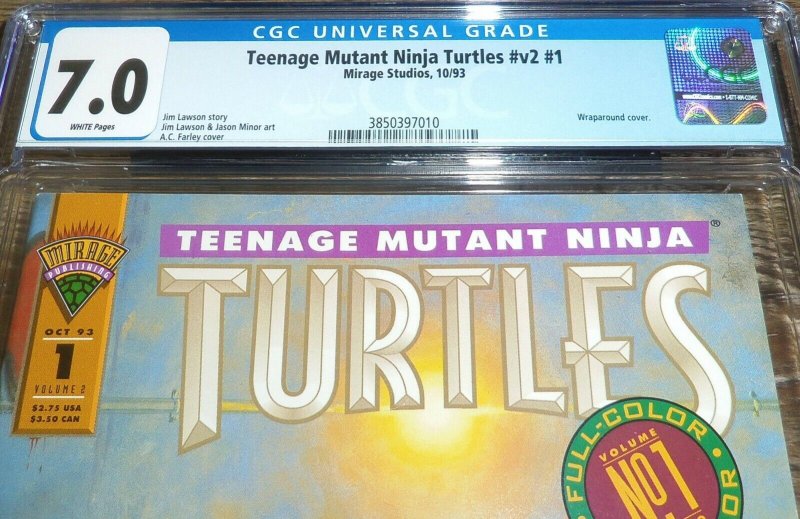 CGC UNIVERSAL GRADE
7.0
WHITE Pages
Teenage Mutant Ninja Turtles #v2 #1
Mirage Studios, 10/93
Jim Lawson story
Jim Lawson & Jason Minor art
A.C. Farley cover
3850397010
Wraparound cover.
MIRAGE
PUBLISHING
OCT 93
1
VOLUME 2
$2.75 USA
$3.50 CAN
TEENAGE MUTANT NINJA
TURTLES
®
FULL-COLOR
VOLUME
NO 1